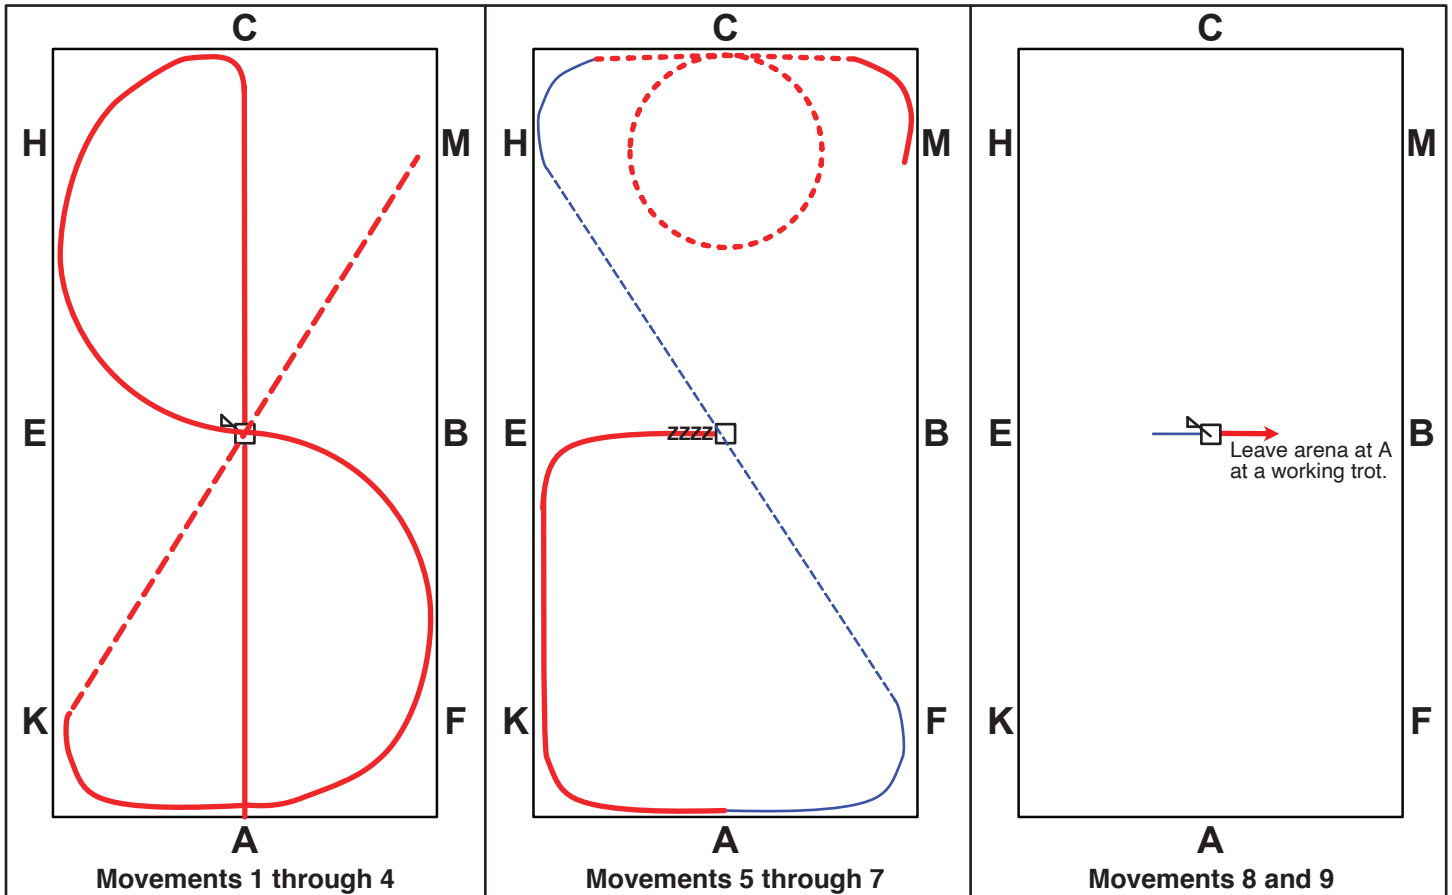 C
H
M
E
B
K
F
A
Movements 1 through 4
C
H
M
E
zzzz
B
K
F
A
Movements 5 through 7
C
H
M
E
B
Leave arena at A
at a working trot.
K
F
A
Movements 8 and 9